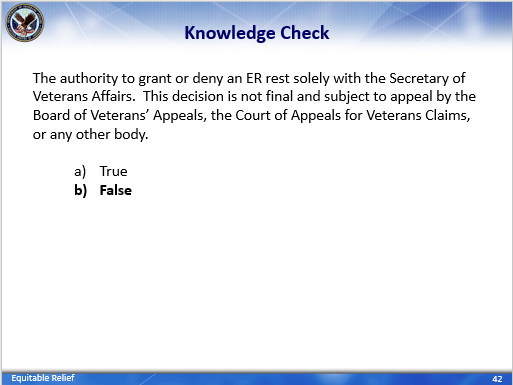 Knowledge Check
The authority to grant or deny an ER rest solely with the Secretary of
Veterans Affairs.  This decision is not final and subject to appeal by the
Board of Veterans’ Appeals, the Court of Appeals for Veterans Claims,
or any other body.
a) True
b) False
Equitable Relief
42